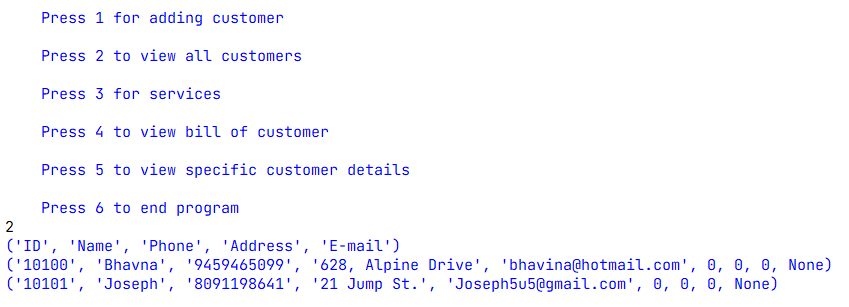 Press 1 for adding customer
Press 2 to view all customers
Press 3 for services
Press 4 to view bill of customer
Press 5 to view specific customer details
Press 6 to end program
2
('ID', 'Name', 'Phone', 'Address', 'E-mail')
('10100', 'Bhavna', '9459465099', '628, Alpine Drive', 'bhavina@hotmail.com', 0, 0, 0, None)
('10101', 'Joseph', '8091198641', '21 Jump St.', 'Joseph5u5@gmail.com', 0, 0, 0, None)